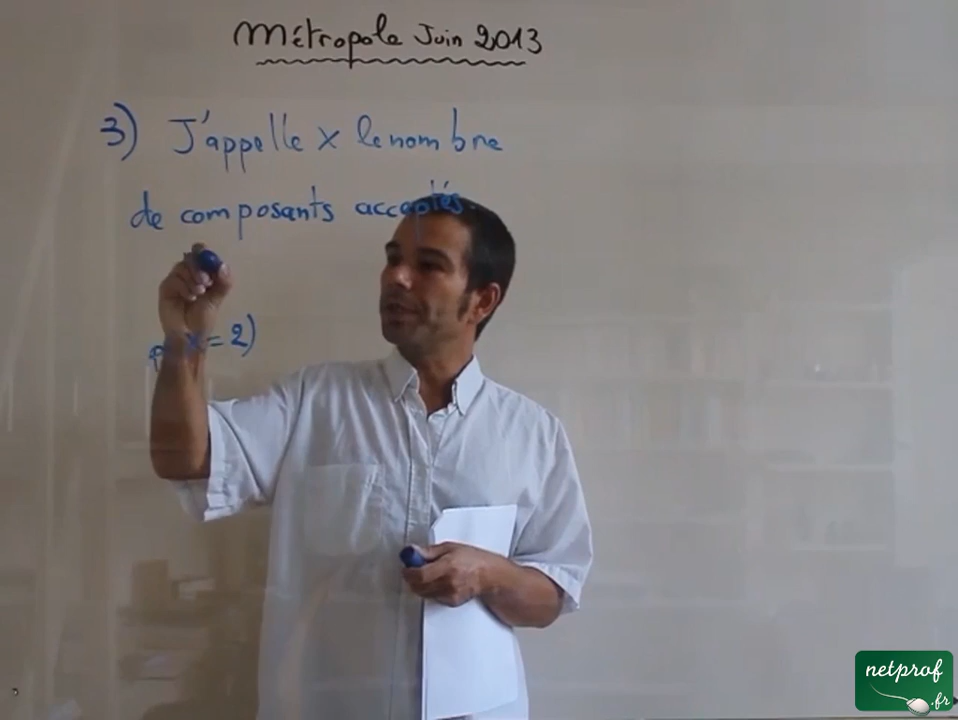 Métropole Juin 2013
3) J'appelle X le nombre
de composants acceptés.
p(X=2)
netprof
.fr